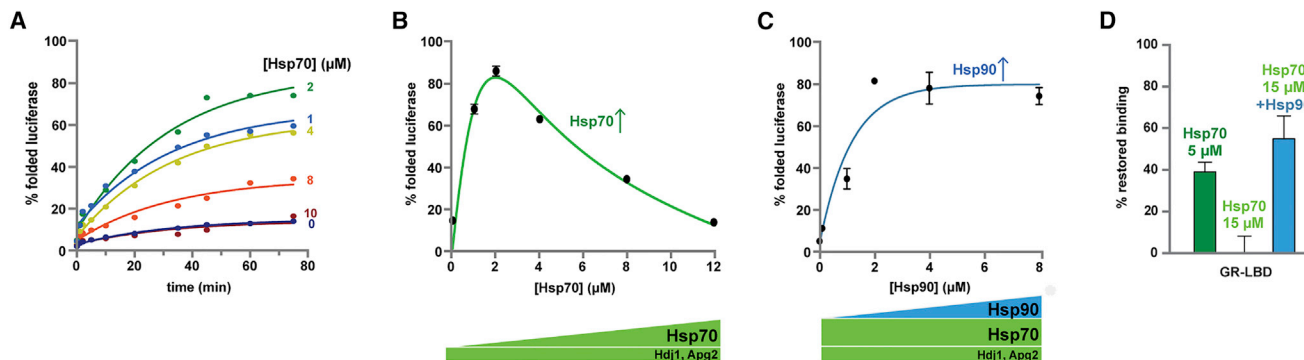 A
[Hsp70] (µM)
% folded luciferase
100
80
60
40
20
0
2
1
4
8
10
0
0
20
40
60
80
time (min)
B
% folded luciferase
100
80
60
40
20
0
Hsp70↑
0
2
4
6
8
10
12
[Hsp70] (µM)
Hsp70
Hdj1, Apg2
C
% folded luciferase
100
80
60
40
20
0
Hsp90↑
0
2
4
6
8
[Hsp90] (µM)
Hsp90
Hsp70
Hdj1, Apg2
D
% restored binding
100
80
60
40
20
0
Hsp70
5 µM
Hsp70
15 µM
Hsp70
15 µM
+Hsp9
GR-LBD